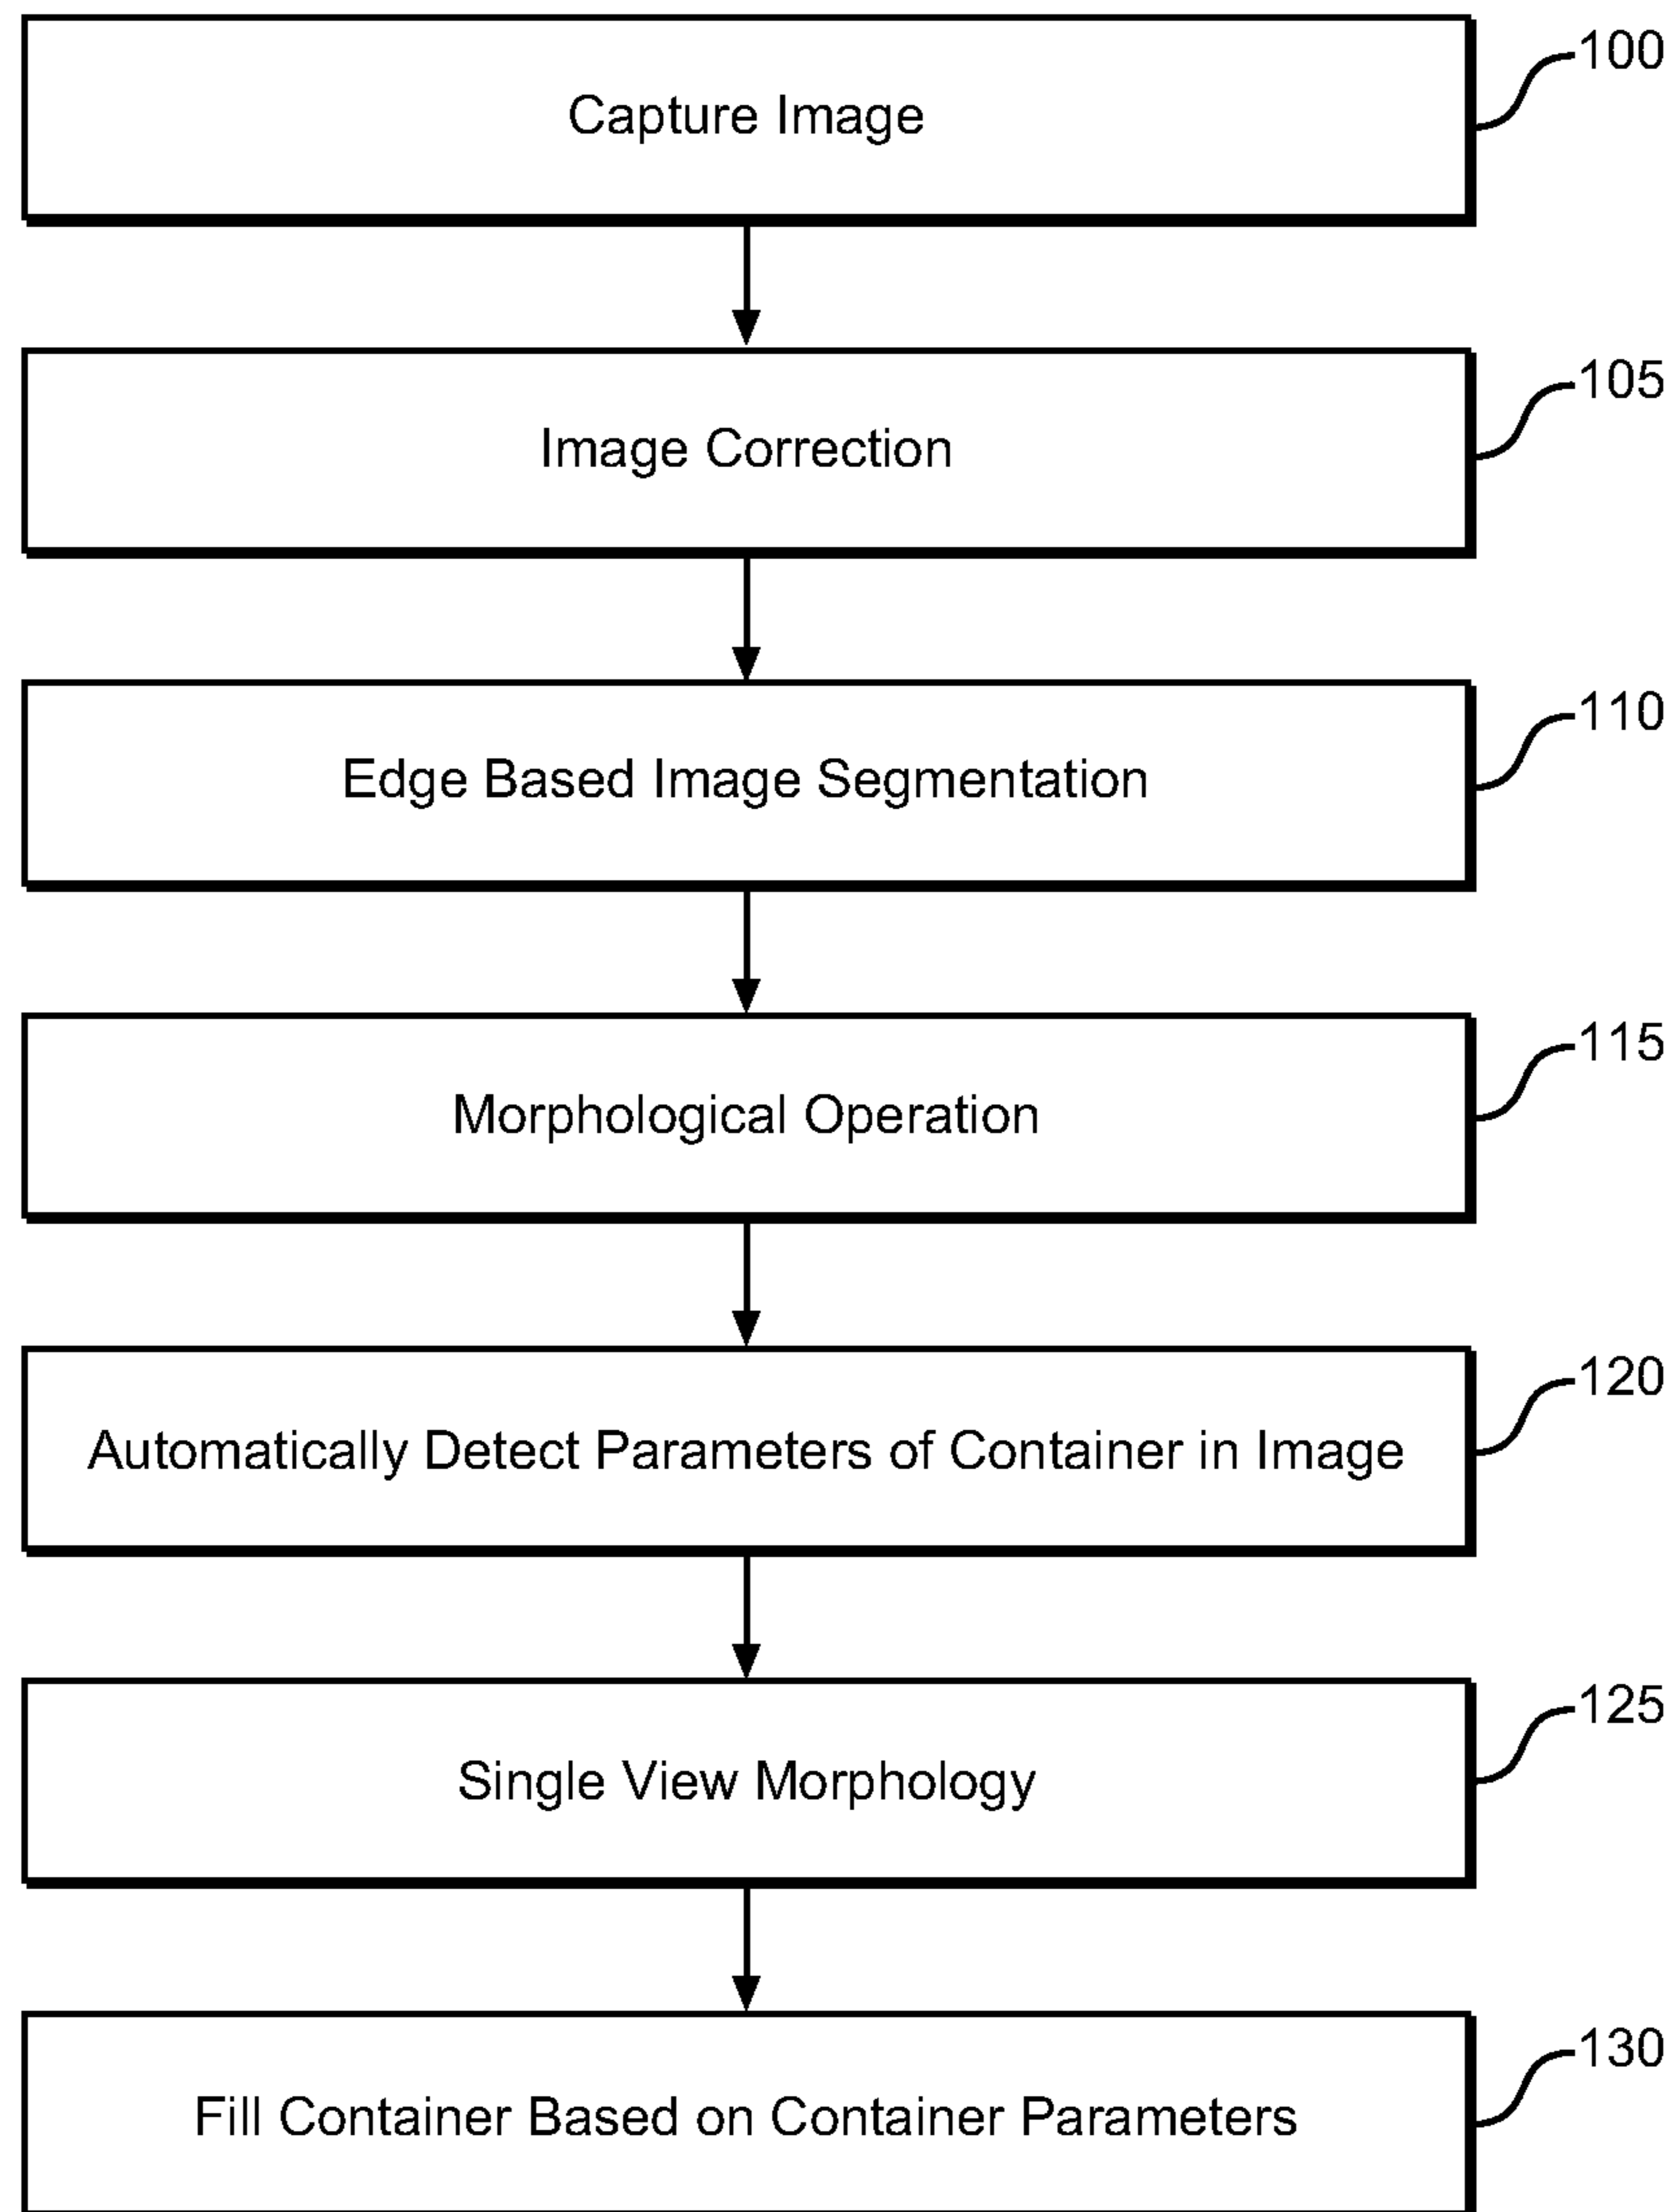 Capture Image
100
Image Correction
105
Edge Based Image Segmentation
110
Morphological Operation
115
Automatically Detect Parameters of Container in Image
120
Single View Morphology
125
Fill Container Based on Container Parameters
130